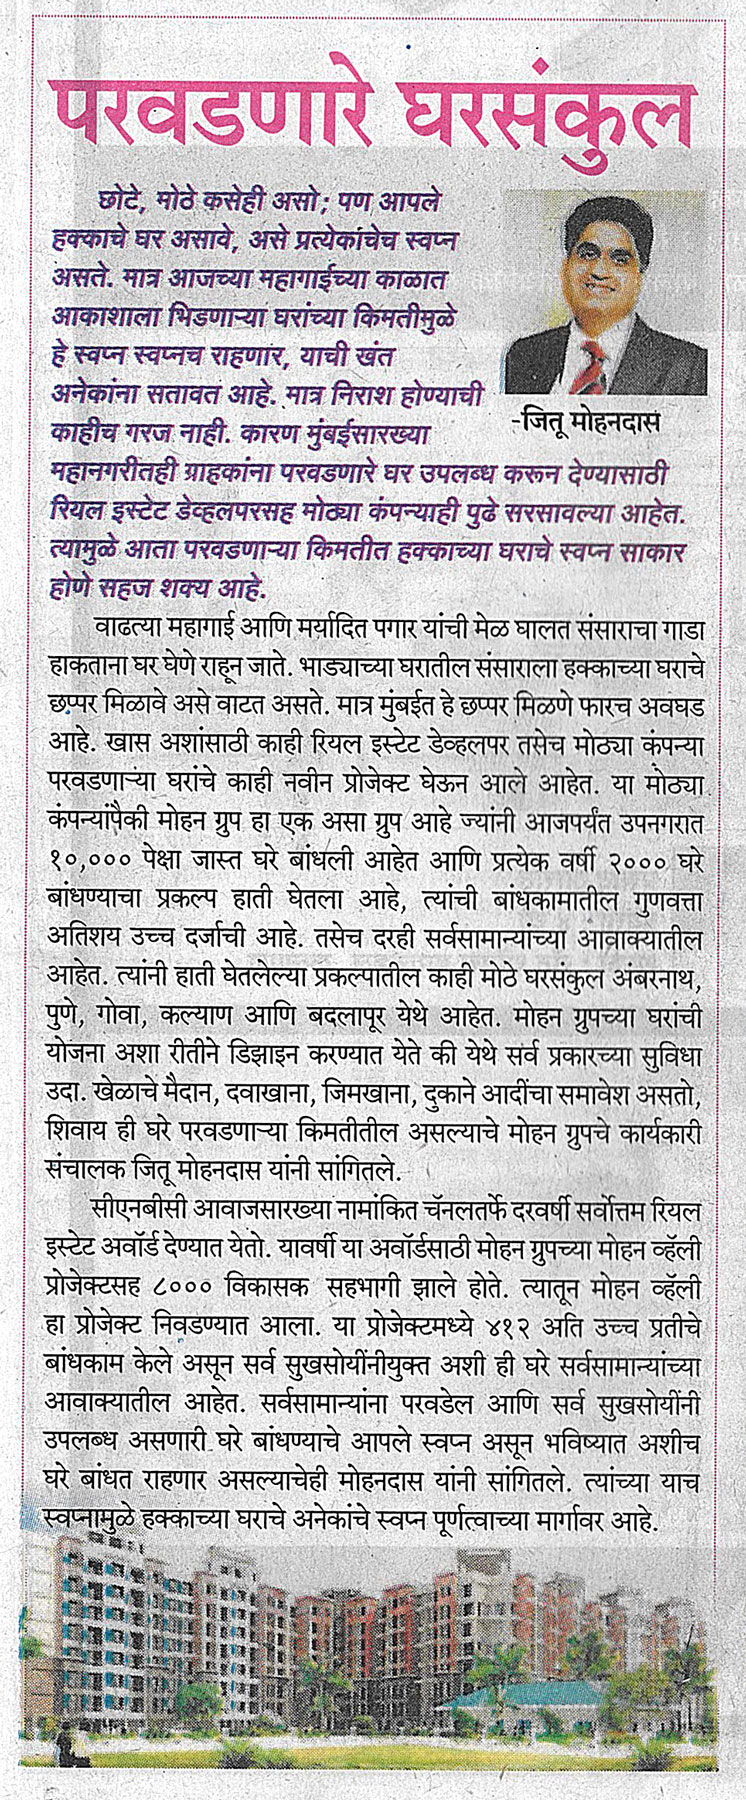 परवडणारे घरसंकुल
छोटे, मोठे कसेही असो; पण आपले
हक्काचे घर असावे, असे प्रत्येकांचेच स्वप्न
असते. मात्र आजच्या महागाईच्या काळात
आकाशाला भिडणाऱ्या घरांच्या किमतीमुळे
हे स्वप्न स्वप्नच राहणार, याची खंत
अनेकांना सतावत आहे. मात्र निराश होण्याची
काहीच गरज नाही. कारण मुंबईसारख्या
-जितू मोहनदास
महानगरीतही ग्राहकांना परवडणारे घर उपलब्ध करून देण्यासाठी
रियल इस्टेट डेव्हलपरसह मोठ्या कंपन्याही पुढे सरसावल्या आहेत.
त्यामुळे आता परवडणाऱ्या किमतीत हक्काच्या घराचे स्वप्न साकार
होणे सहज शक्य आहे.
वाढत्या महागाई आणि मर्यादित पगार यांची मेळ घालत संसाराचा गाडा
हाकताना घर घेणे राहून जाते. भाड्याच्या घरातील संसाराला हक्काच्या घराचे
छप्पर मिळावे असे वाटत असते. मात्र मुंबईत हे छप्पर मिळणे फारच अवघड
आहे. खास अशांसाठी काही रियल इस्टेट डेव्हलपर तसेच मोठ्या कंपन्या
परवडणाऱ्या घरांचे काही नवीन प्रोजेक्ट घेऊन आले आहेत. या मोठ्या
कंपन्यांपैकी मोहन ग्रुप हा एक असा ग्रुप आहे ज्यांनी आजपर्यंत उपनगरात
१०,००० पेक्षा जास्त घरे बांधली आहेत आणि प्रत्येक वर्षी २००० घरे
बांधण्याचा प्रकल्प हाती घेतला आहे, त्यांची बांधकामातील गुणवत्ता
अतिशय उच्च दर्जाची आहे. तसेच दरही सर्वसामान्यांच्या आवाक्यातील
आहेत. त्यांनी हाती घेतलेल्या प्रकल्पातील काही मोठे घरसंकुल अंबरनाथ,
पुणे, गोवा, कल्याण आणि बदलापूर येथे आहेत. मोहन ग्रुपच्या घरांची
योजना अशा रीतीने डिझाइन करण्यात येते की येथे सर्व प्रकारच्या सुविधा
उदा. खेळाचे मैदान, दवाखाना, जिमखाना, दुकाने आदींचा समावेश असतो,
शिवाय ही घरे परवडणाऱ्या किमतीतील असल्याचे मोहन ग्रुपचे कार्यकारी
संचालक जितू मोहनदास यांनी सांगितले.
सीएनबीसी आवाजसारख्या नामांकित चॅनलतर्फे दरवर्षी सर्वोत्तम रियल
इस्टेट अवॉर्ड देण्यात येतो. यावर्षी या अवॉर्डसाठी मोहन ग्रुपच्या मोहन व्हॅली
प्रोजेक्टसह ८००० विकासक सहभागी झाले होते. त्यातून मोहन व्हॅली
हा प्रोजेक्ट निवडण्यात आला. या प्रोजेक्टमध्ये ४१२ अति उच्च प्रतीचे
बांधकाम केले असून सर्व सुखसोयींनीयुक्त अशी ही घरे सर्वसामान्यांच्या
आवाक्यातील आहेत. सर्वसामान्यांना परवडेल आणि सर्व सुखसोयींनी
उपलब्ध असणारी घरे बांधण्याचे आपले स्वप्न असून भविष्यात अशीच
घरे बांधत राहणार असल्याचेही मोहनदास यांनी सांगितले. त्यांच्या याच
स्वप्नामुळे हक्काच्या घराचे अनेकांचे स्वप्न पूर्णत्वाच्या मार्गावर आहे.